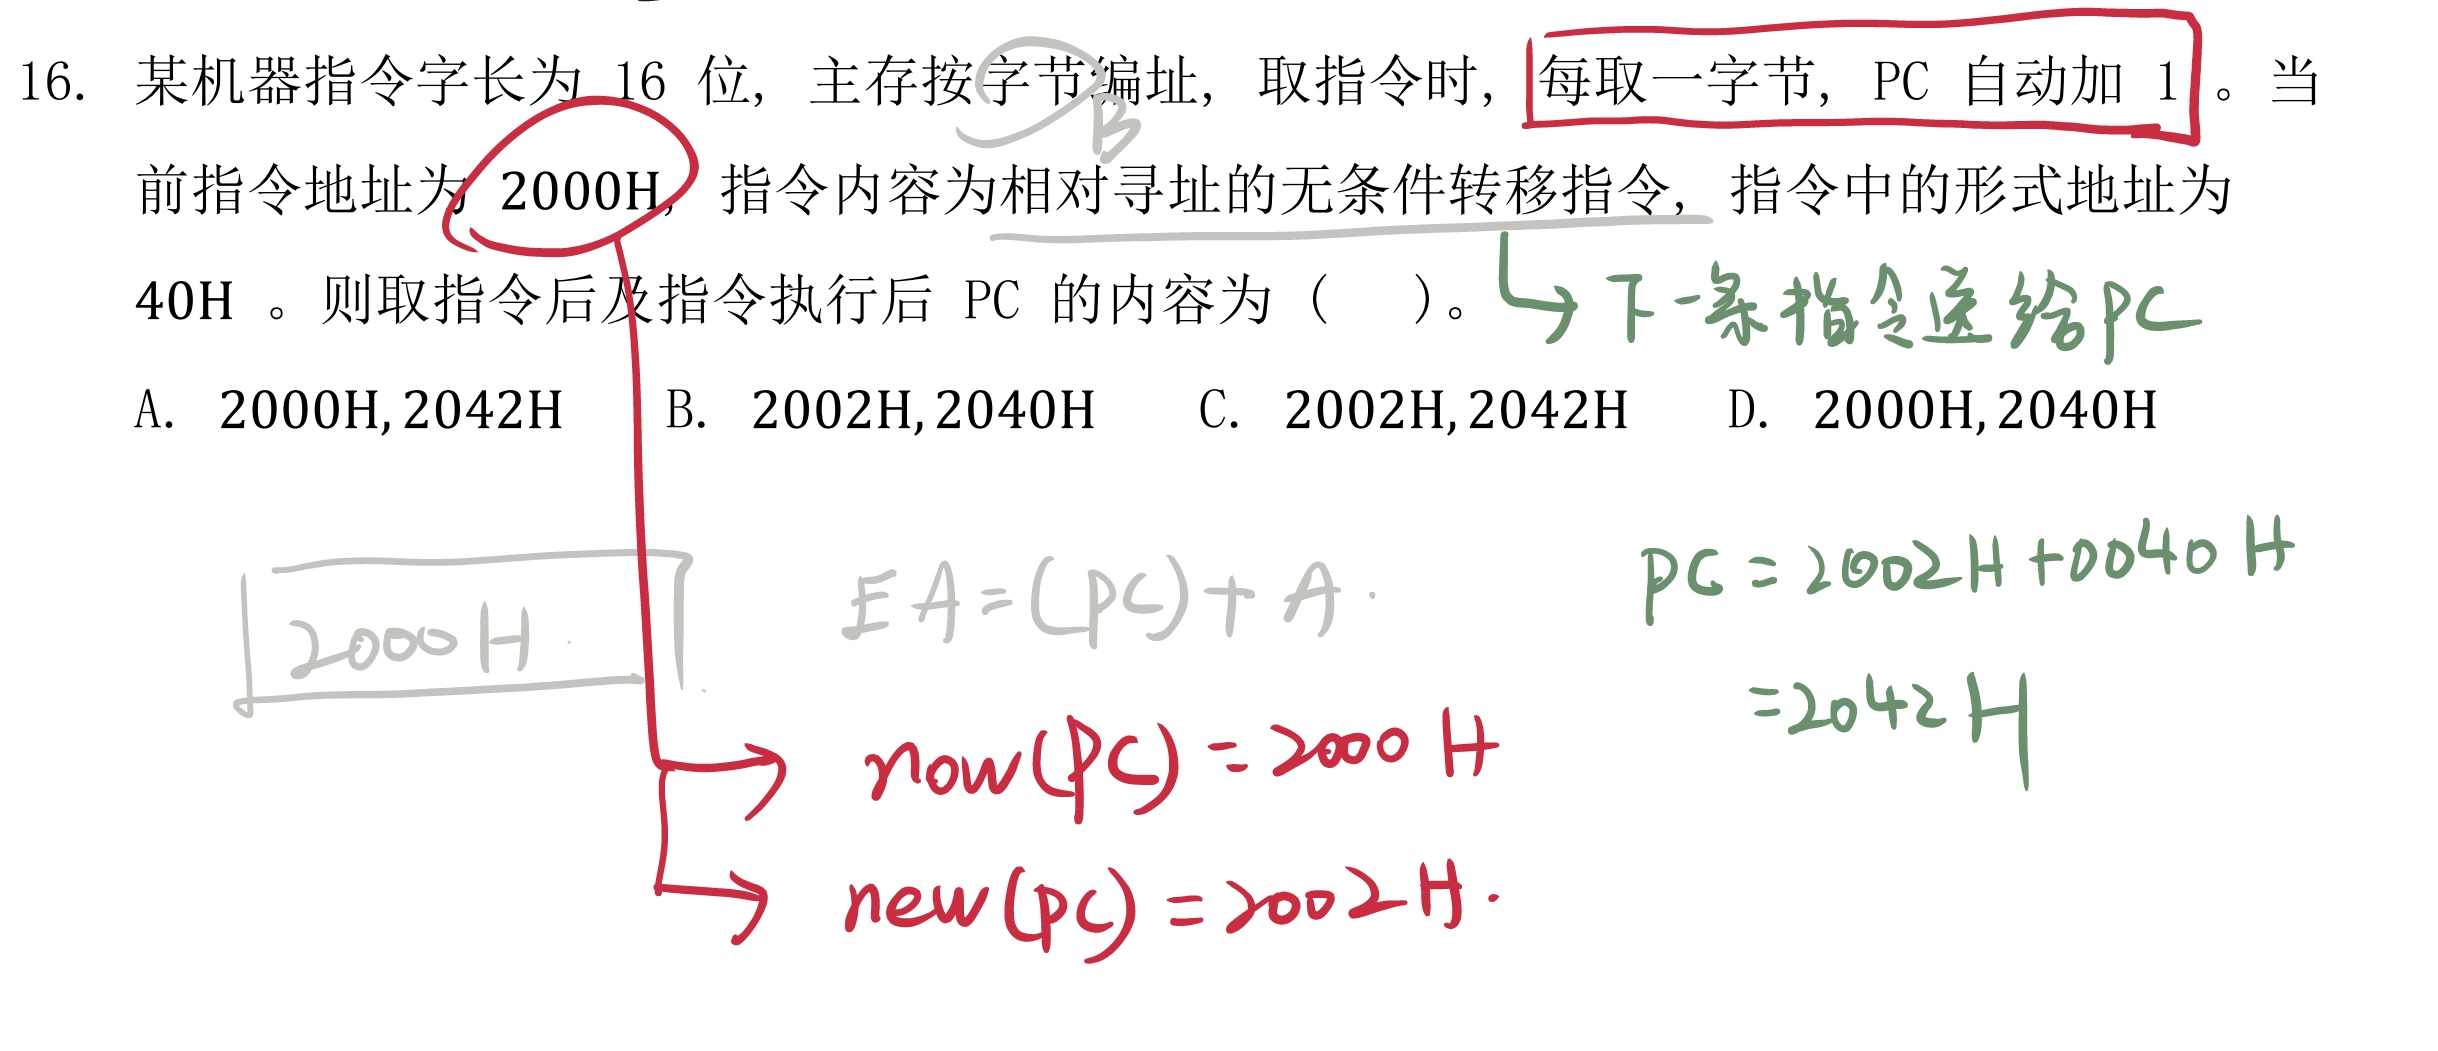 16. 某机器指令字长为 16 位, 主存按字节编址, 取指令时, 每取一字节, PC 自动加 1 。当
B
前指令地址为 2000H, 指令内容为相对寻址的无条件转移指令, 指令中的形式地址为
40H 。则取指令后及指令执行后 PC 的内容为 ( )。
下一条指令送给PC
A. 2000H,2042H B. 2002H,2040H C. 2002H,2042H D. 2000H,2040H
2000H
EA=(PC)+A.
PC=2002H+0040H
=2042H
now(PC)=2000H
new(PC)=2002H.